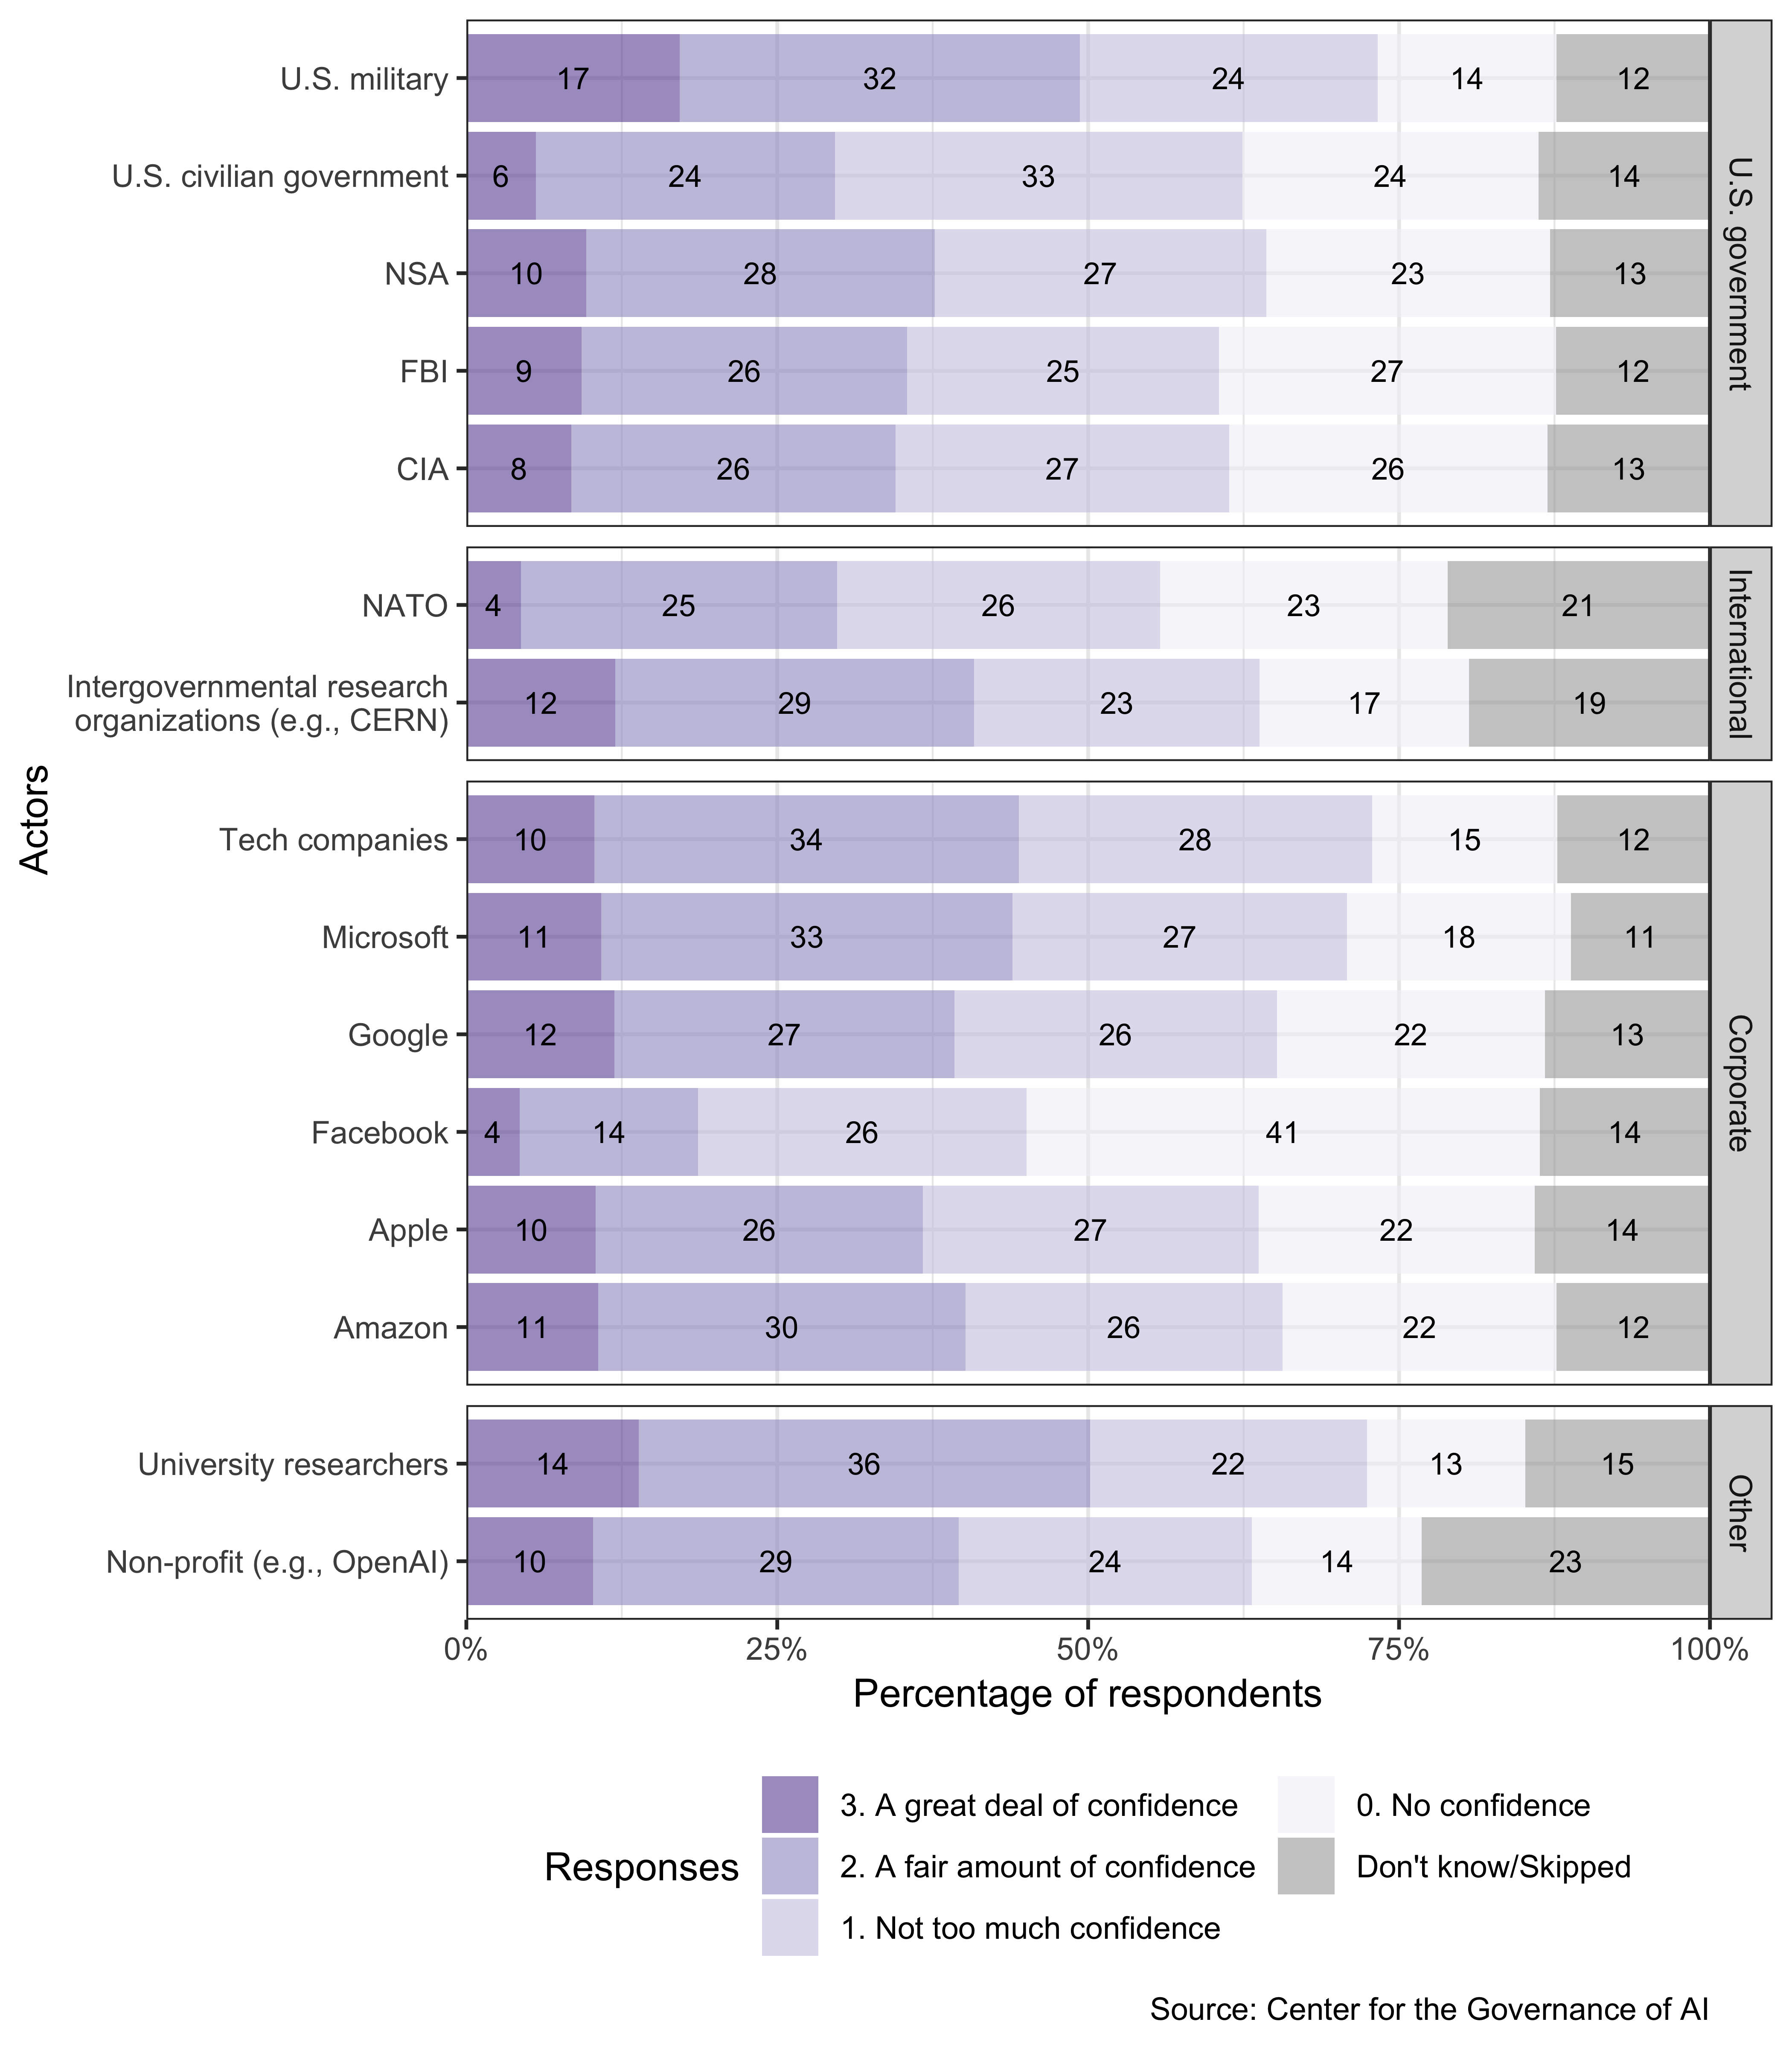 U.S. military 17 32 24 14 12
U.S. civilian government 6 24 33 24 14
NSA 10 28 27 23 13
FBI 9 26 25 27 12
CIA 8 26 27 26 13
U.S. government
NATO 4 25 26 23 21
Intergovernmental research
organizations (e.g., CERN) 12 29 23 17 19
International
Actors
Tech companies 10 34 28 15 12
Microsoft 11 33 27 18 11
Google 12 27 26 22 13
Facebook 4 14 26 41 14
Apple 10 26 27 22 14
Amazon 11 30 26 22 12
Corporate
University researchers 14 36 22 13 15
Non-profit (e.g., OpenAI) 10 29 24 14 23
Other
0% 25% 50% 75% 100%
Percentage of respondents
Responses
3. A great deal of confidence
2. A fair amount of confidence
1. Not too much confidence
0. No confidence
Don't know/Skipped
Source: Center for the Governance of AI